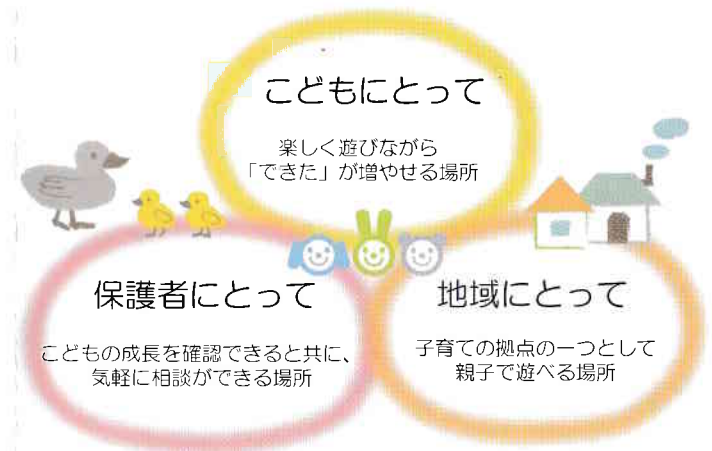 こどもにとって
楽しく遊びながら
「できた」が増やせる場所
保護者にとって
こどもの成長を確認できると共に、
気軽に相談ができる場所
地域にとって
子育ての拠点の一つとして
親子で遊べる場所